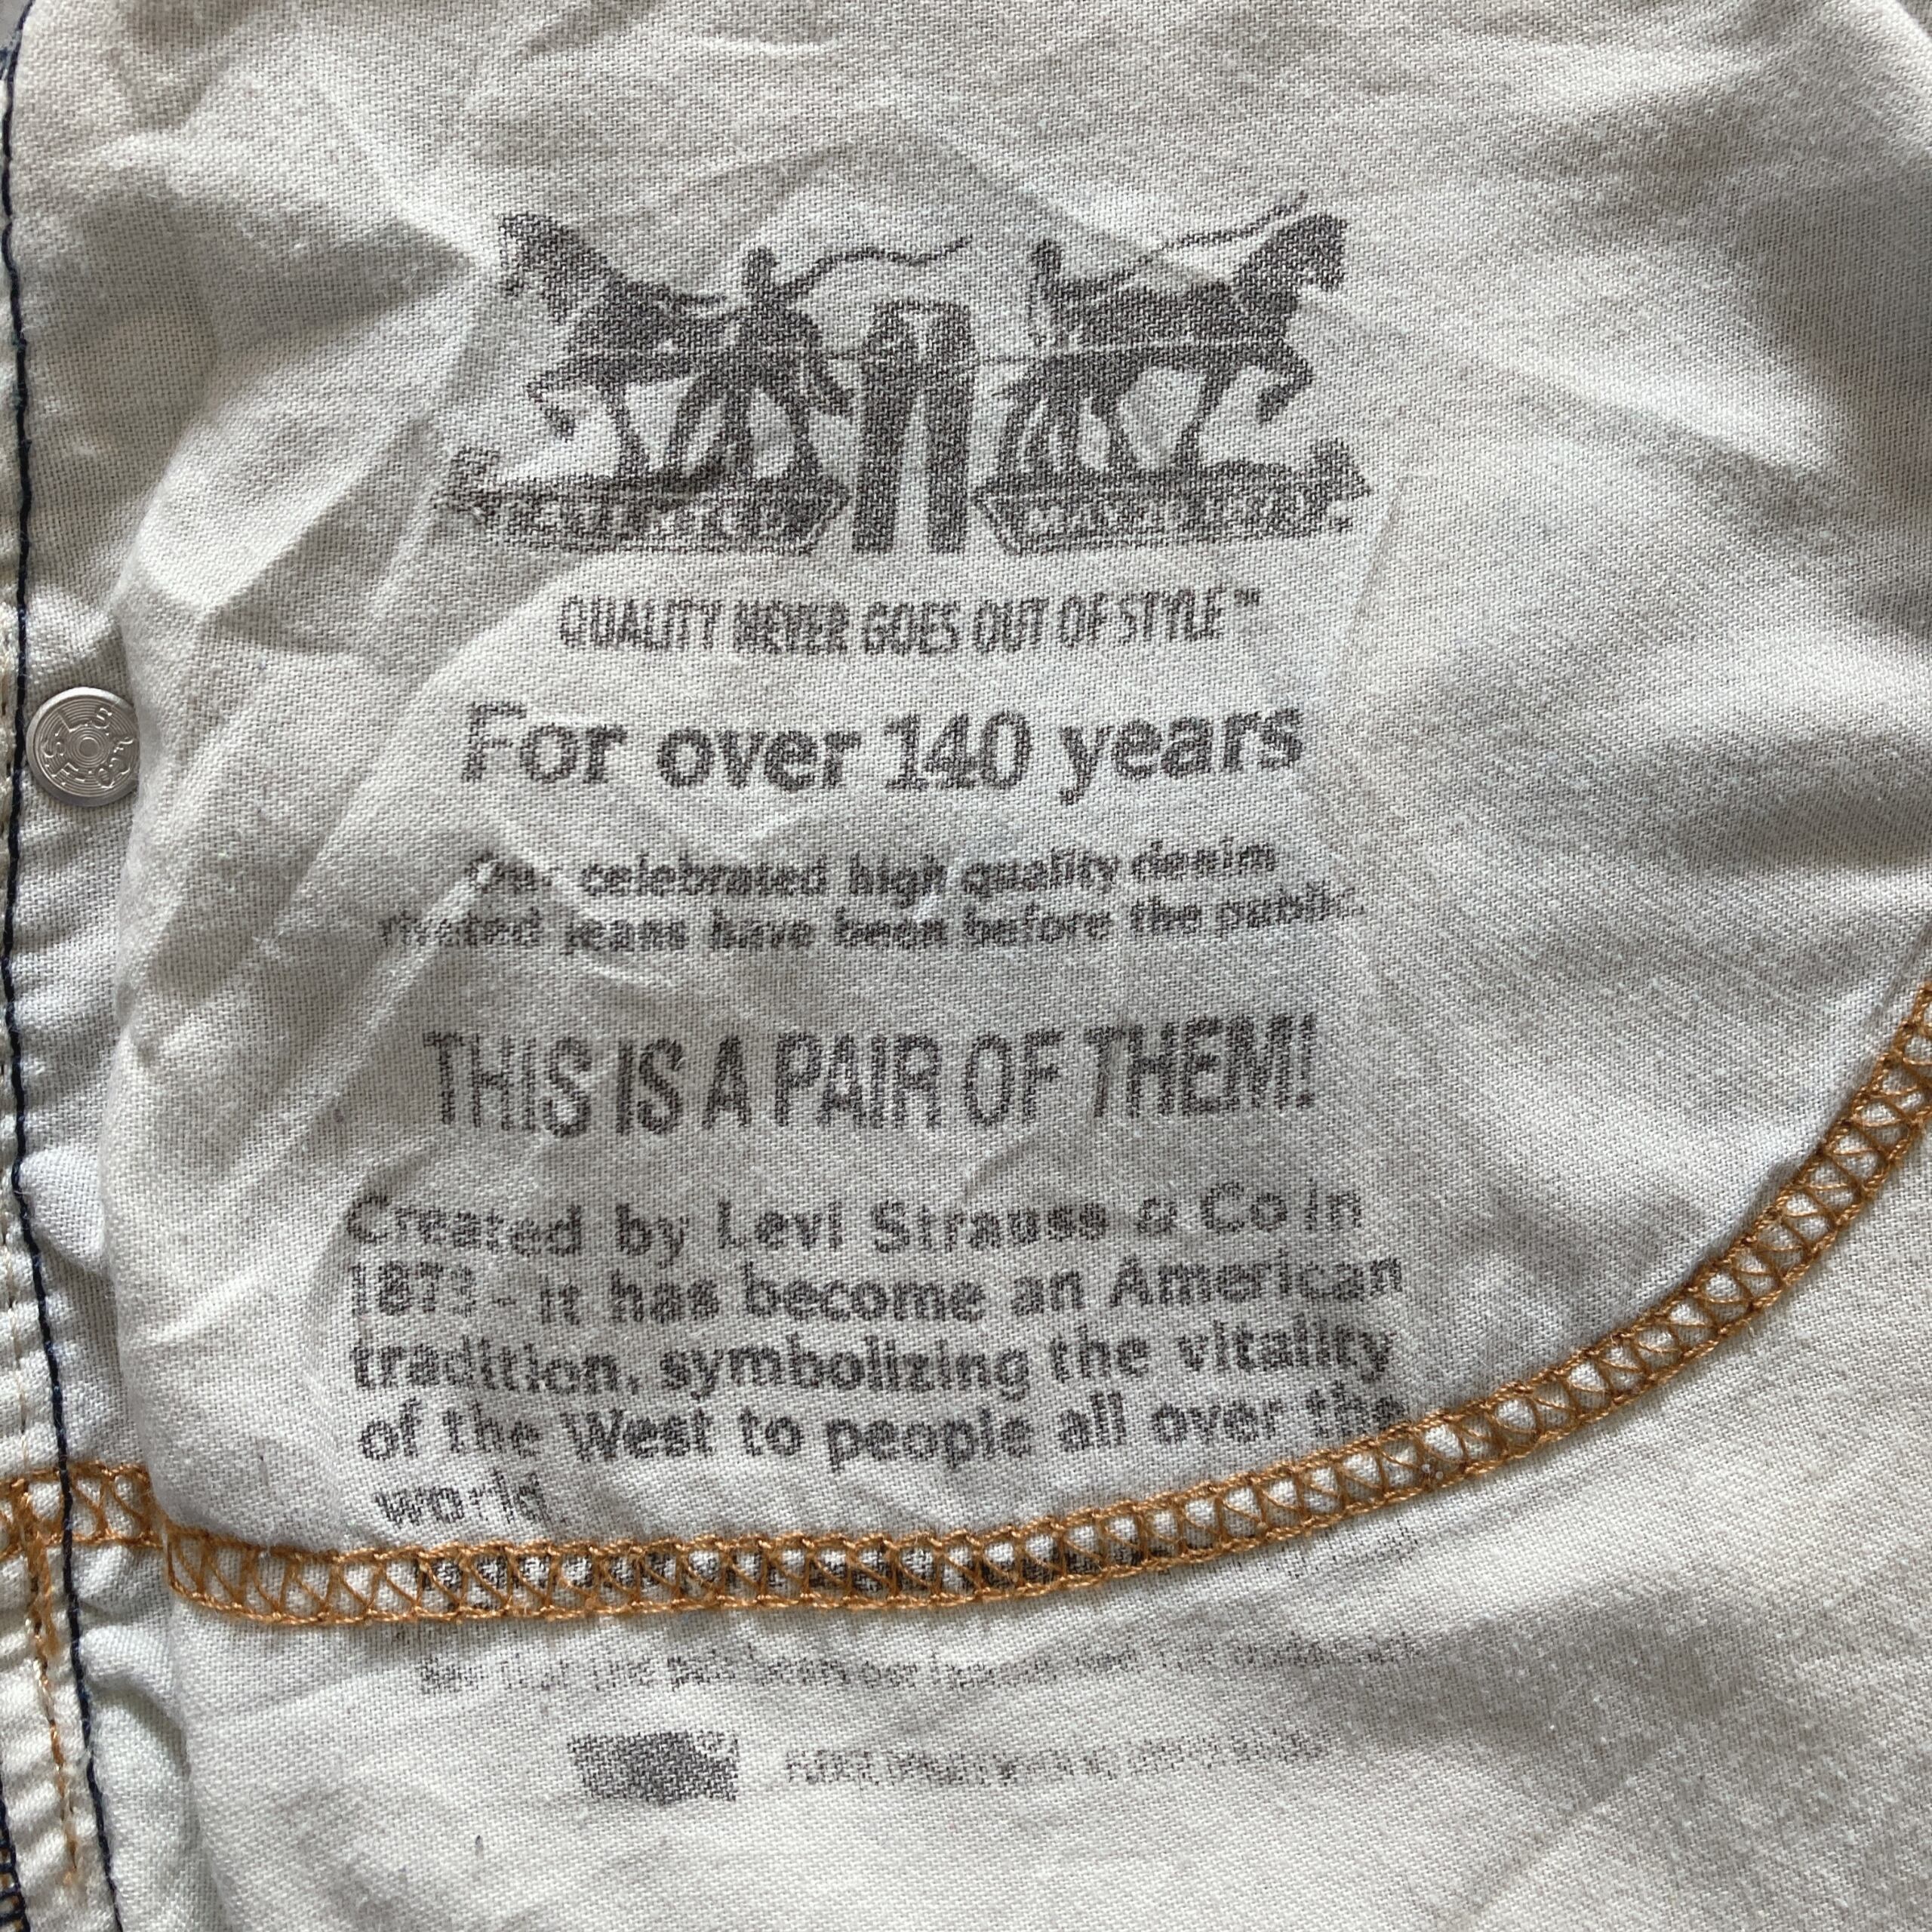 QUALITY NEVER GOES OUT OF STYLE™
For over 140 years
Our celebrated high quality denim
riveted jeans have been before the public
THIS IS A PAIR OF THEM!
Created by Levi Strauss & Co in
1873 - it has become an American
tradition, symbolizing the vitality
of the West to people all over the
world.